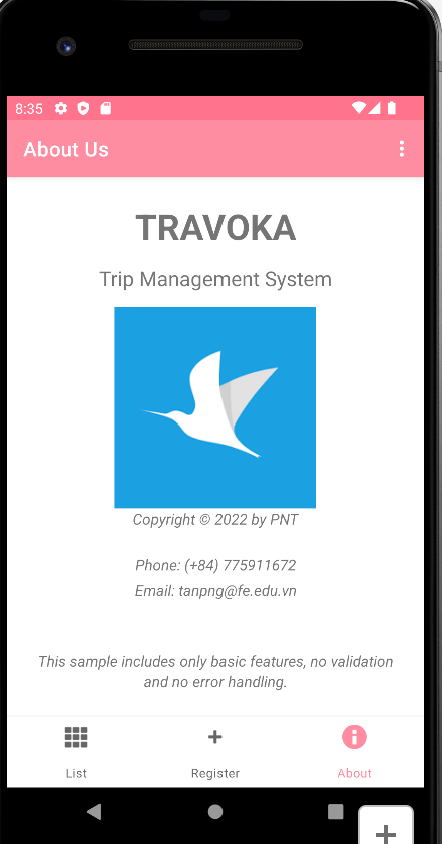 8:35
About Us
TRAVOKA
Trip Management System
Copyright © 2022 by PNT
Phone: (+84) 775911672
Email: tanpng@fe.edu.vn
This sample includes only basic features, no validation
and no error handling.
List
Register
About